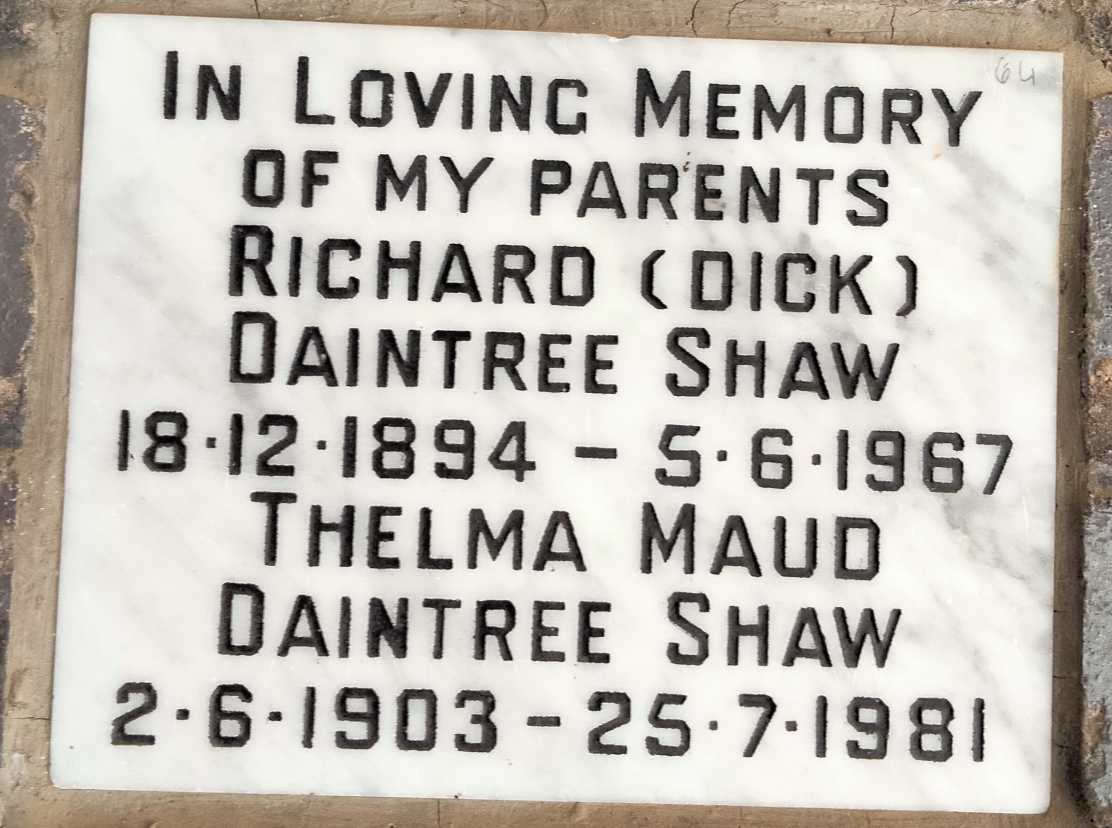 64
IN LOVING MEMORY
OF MY PARENTS
RICHARD (DICK)
DAINTREE SHAW
18·12·1894 – 5·6·1967
THELMA MAUD
DAINTREE SHAW
2·6·1903 – 25·7·1981